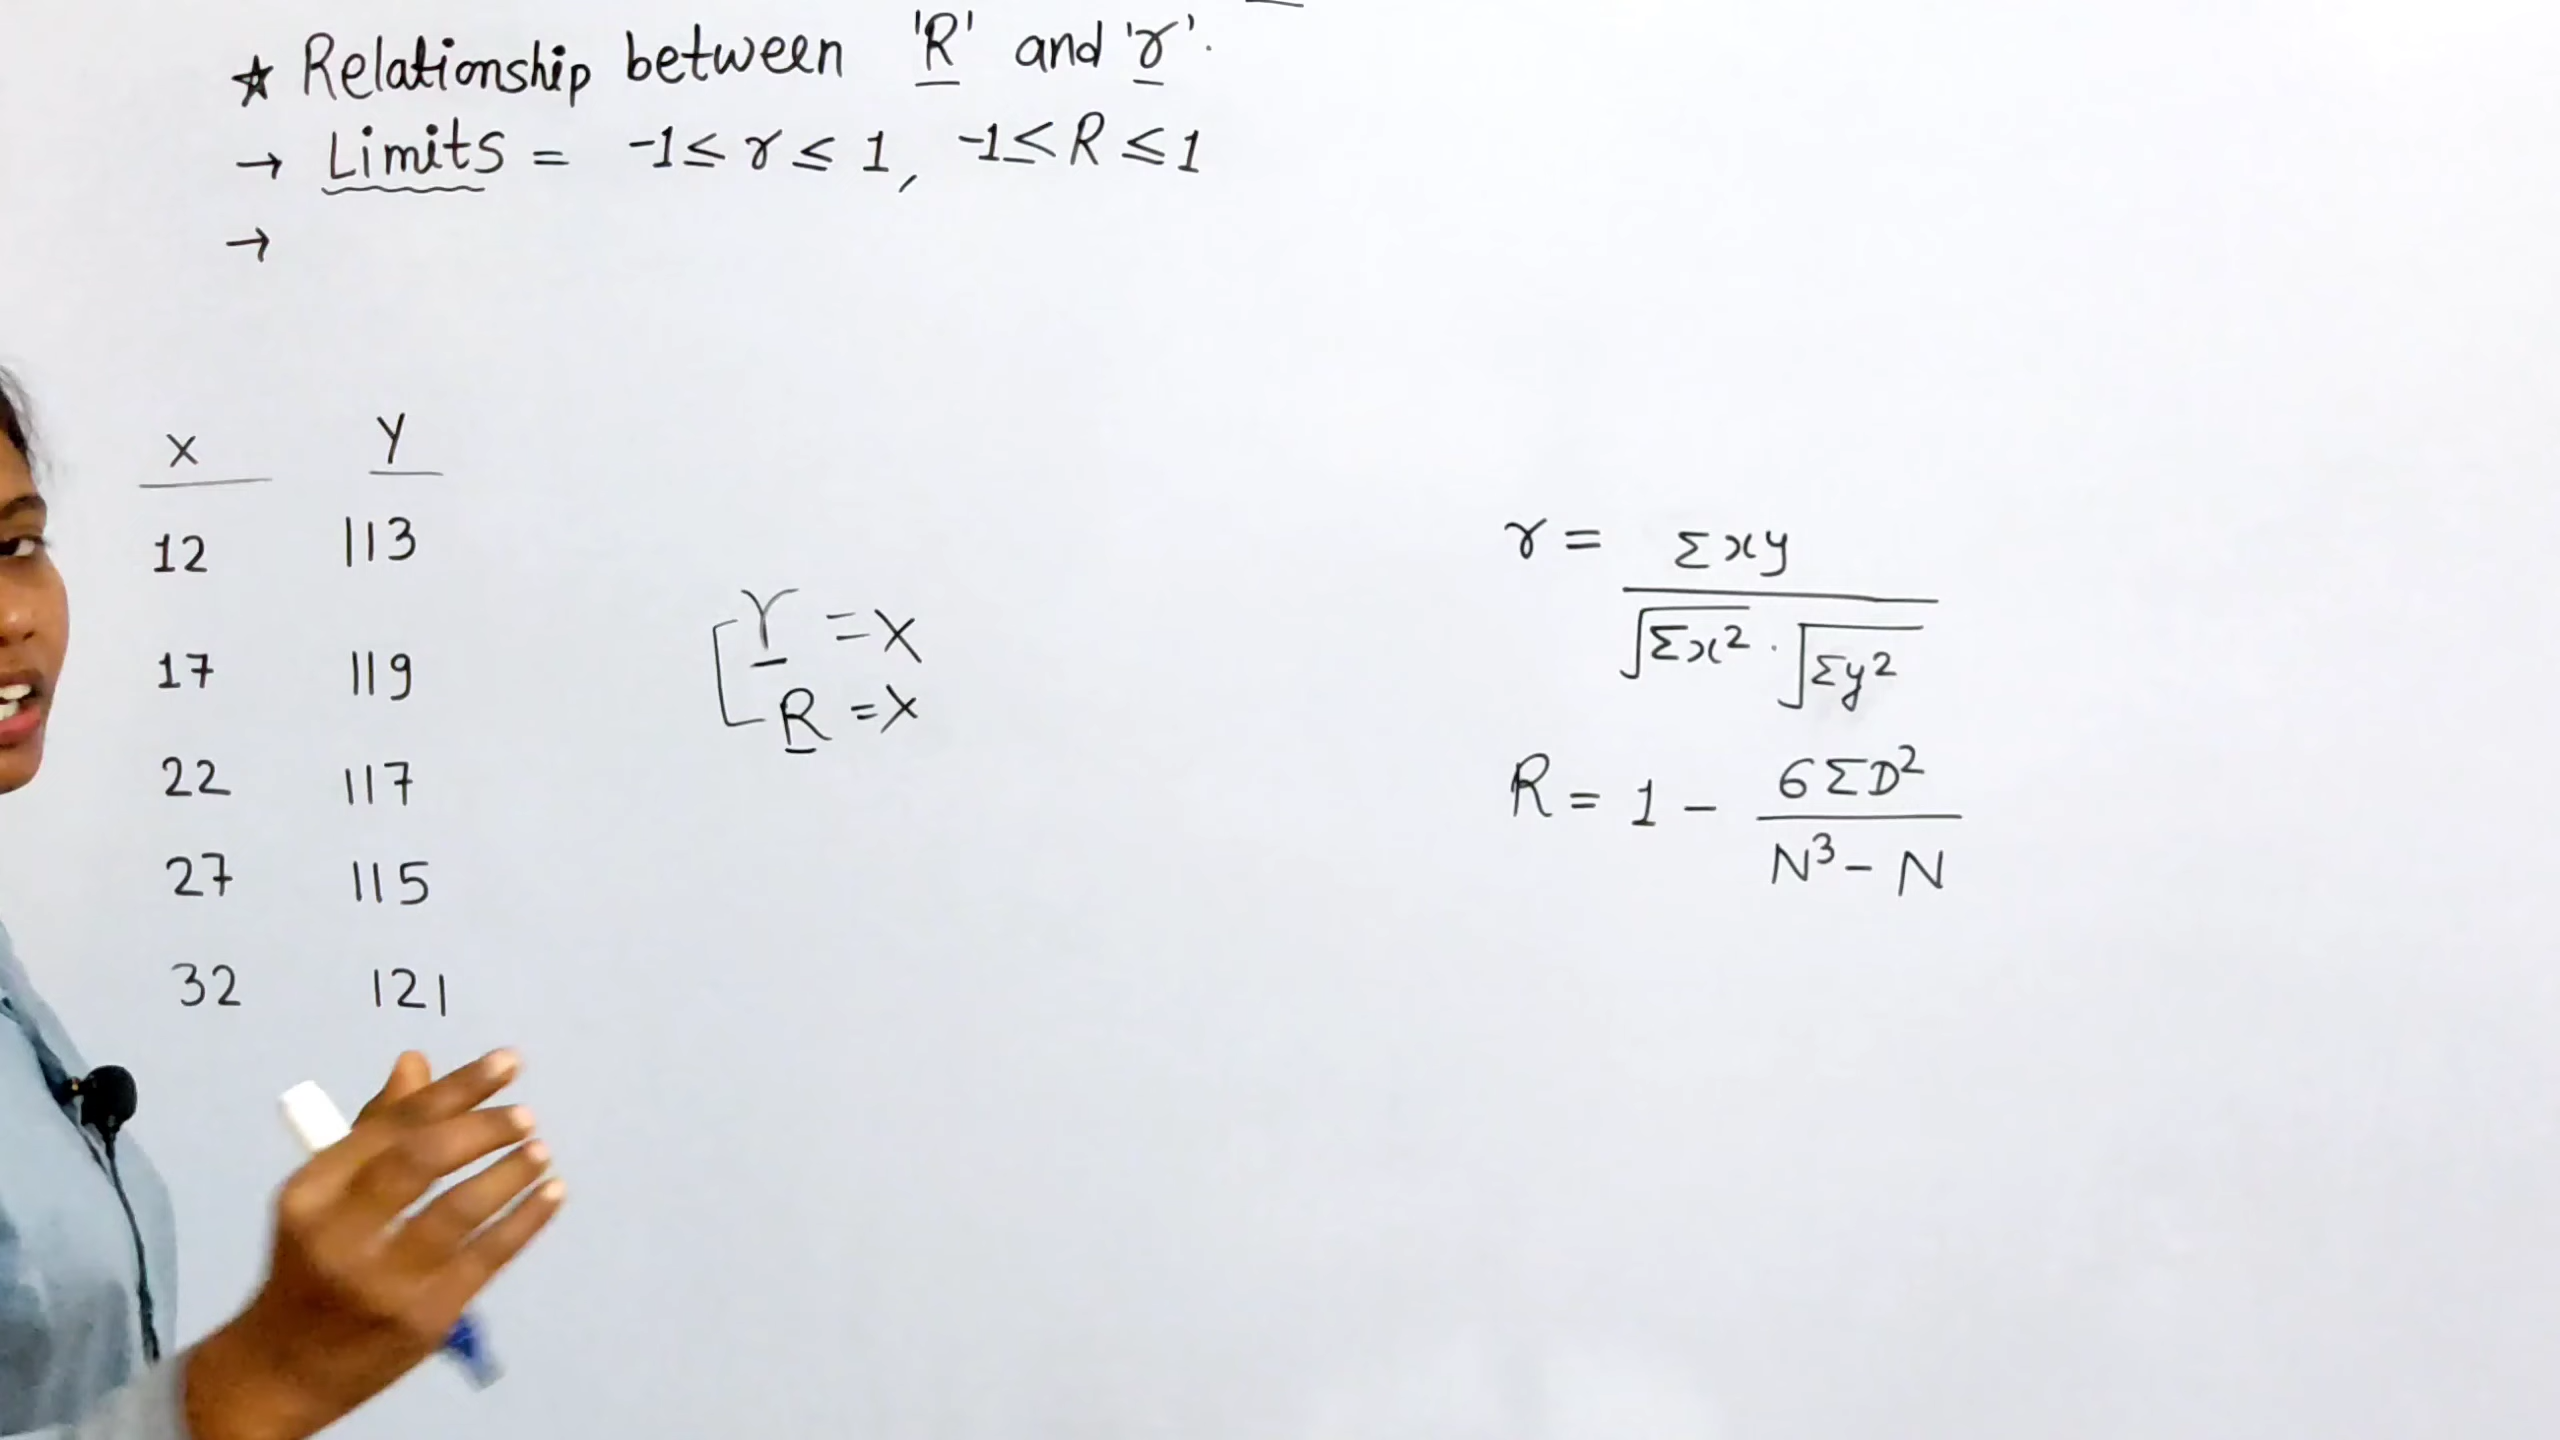 ☆ Relationship between 'R' and 'r'.
→ Limits = -1 ≤ r ≤ 1, -1 ≤ R ≤ 1
→
X Y
12 113
17 119
22 117
27 115
32 121
r = X
R = X
r = Σxy / √Σx² · √Σy²
R = 1 - 6ΣD² / N³ - N